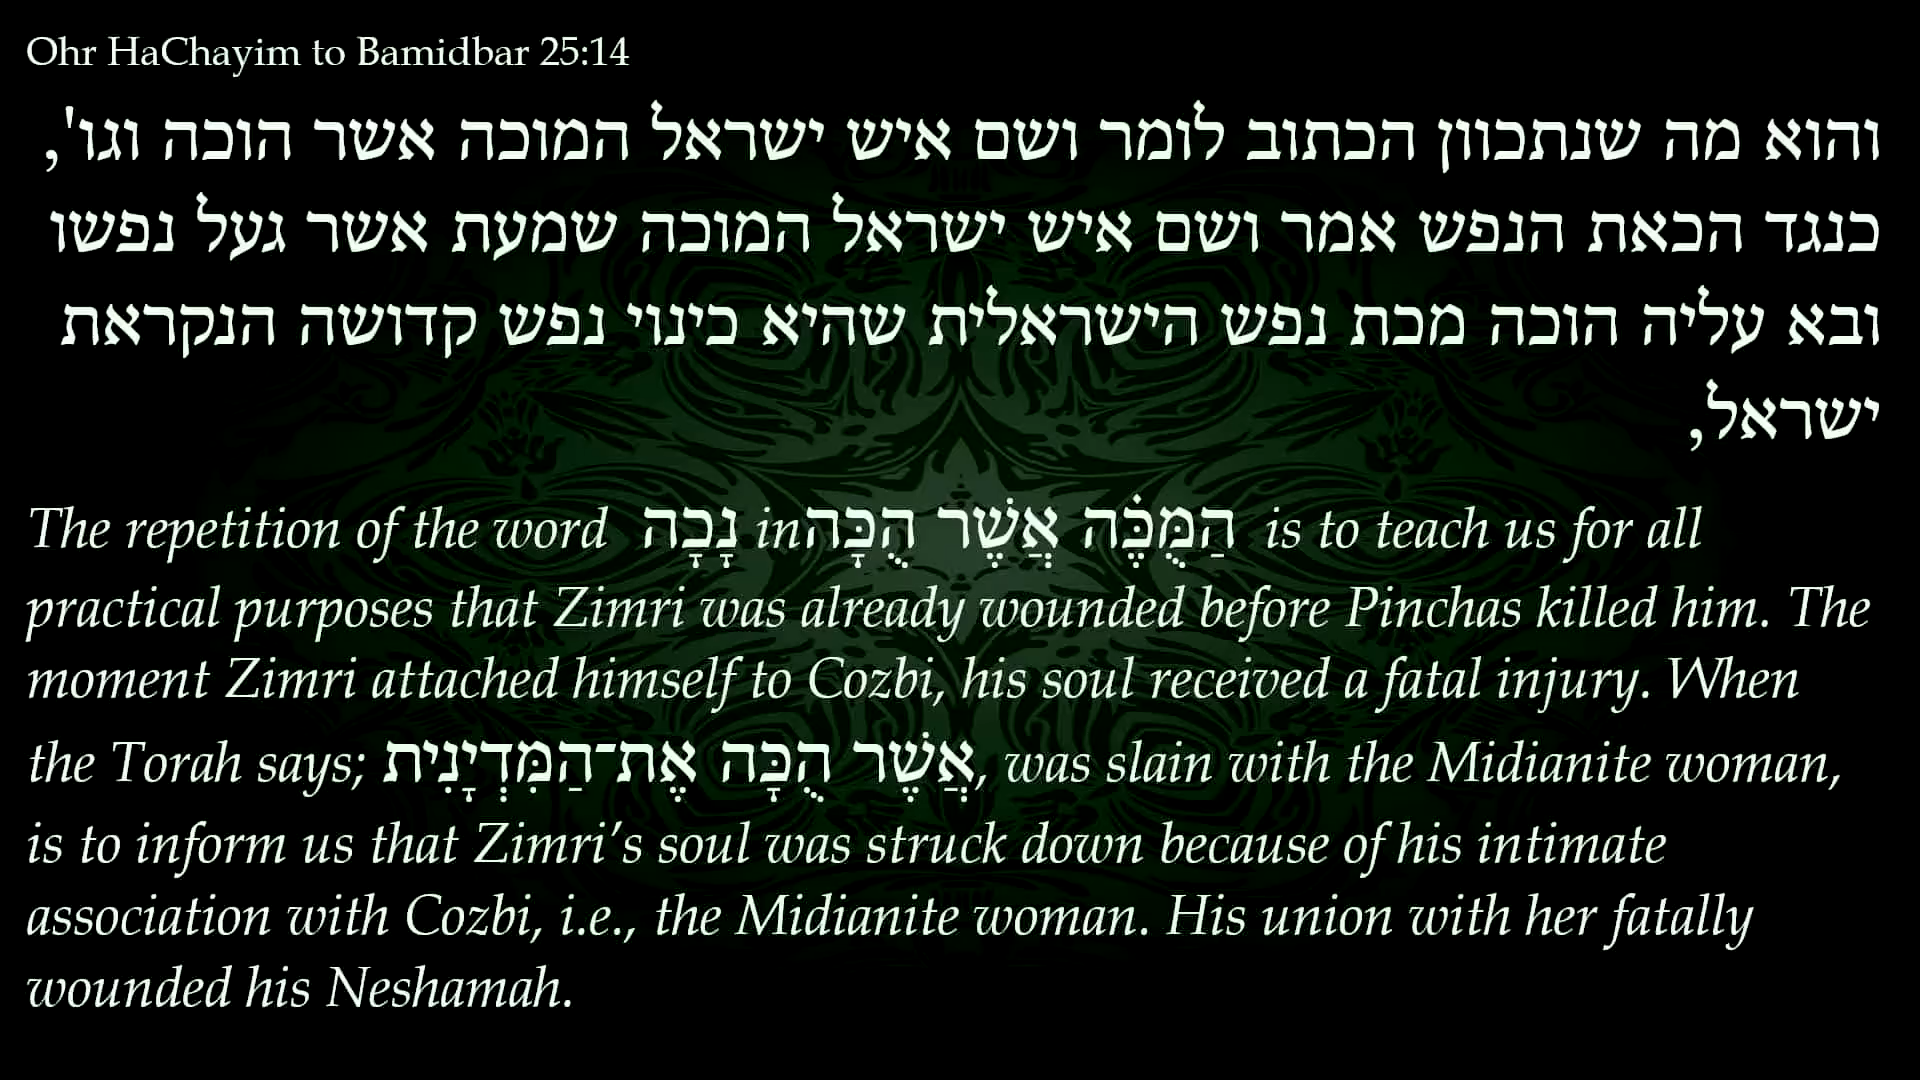 Ohr HaChayim to Bamidbar 25:14
והוא מה שנתכוון הכתוב לומר ושם איש ישראל המוכה אשר הוכה וגו',
כנגד הכאת הנפש אמר ושם איש ישראל המוכה שמעת אשר געל נפשו
ובא עליה הוכה מכת נפש הישראלית שהיא כינוי נפש קדושה הנקראת
ישראל,
The repetition of the word נָכָה in הַמֻּכֶּ֗ה אֲשֶׁר הֻכָּה is to teach us for all
practical purposes that Zimri was already wounded before Pinchas killed him. The
moment Zimri attached himself to Cozbi, his soul received a fatal injury. When
the Torah says; אֲשֶׁר הֻכָּה אֶת־הַמִּדְיָנִית, was slain with the Midianite woman,
is to inform us that Zimri’s soul was struck down because of his intimate
association with Cozbi, i.e., the Midianite woman. His union with her fatally
wounded his Neshamah.